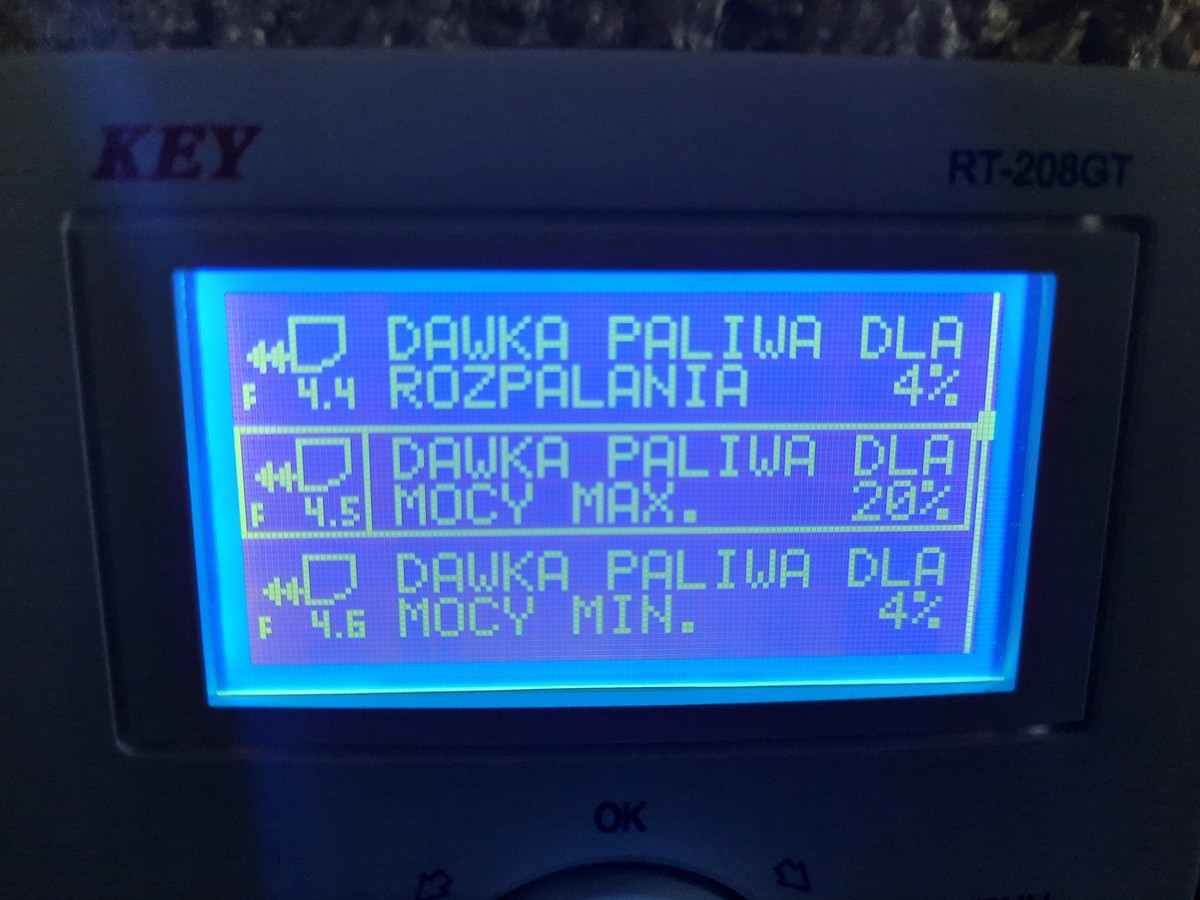 KEY
RT-208GT
DAWKA PALIWA DLA
F 4.4 ROZPALANIA 4%
DAWKA PALIWA DLA
F 4.5 MOCY MAX. 20%
DAWKA PALIWA DLA
F 4.6 MOCY MIN. 4%
OK